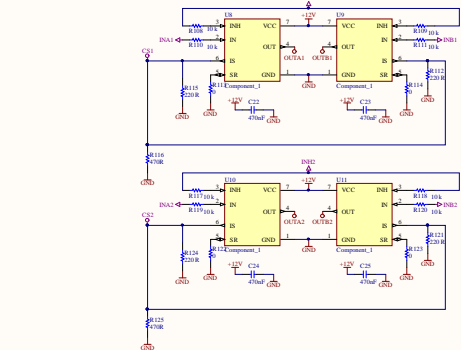 U8
U9
R108
10 k
3
INH
VCC
7
+12V
7
VCC
INH
3
R109
10 k
INA1
R110
10 k
2
IN
OUT
4
4
OUT
IN
2
R111
10 k
INB1
OUTA1
OUTB1
CS1
6
IS
IS
6
5
SR
GND
1
1
GND
SR
5
R112
220 R
R115
220 R
0
Component_1
GND
Component_1
R114
0
GND
GND
+12V
C22
470nF
GND
+12V
C23
470nF
GND
GND
GND
R116
470R
GND
INH2
U10
U11
R117
10 k
3
INH
VCC
7
+12V
7
VCC
INH
3
R118
10 k
INA2
R119
10 k
2
IN
OUT
4
4
OUT
IN
2
R120
10 k
INB2
OUTA2
OUTB2
CS2
6
IS
IS
6
5
SR
GND
1
1
GND
SR
5
R121
220 R
R124
220 R
0
Component_1
GND
Component_1
R123
0
GND
GND
+12V
C24
470nF
GND
+12V
C25
470nF
GND
GND
GND
R125
470R
GND